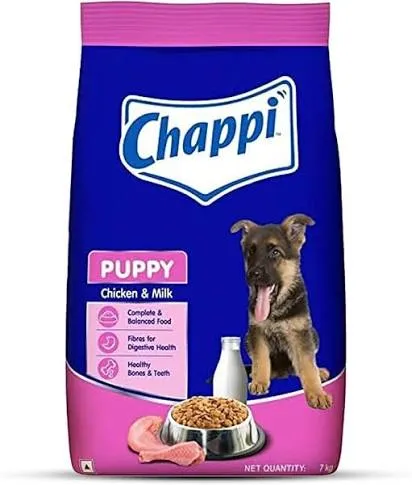 Chappi
PUPPY
Chicken & Milk
Complete &
Balanced Food
Fibres for
Digestive Health
Healthy
Bones & Teeth
NET QUANTITY: 7 kg